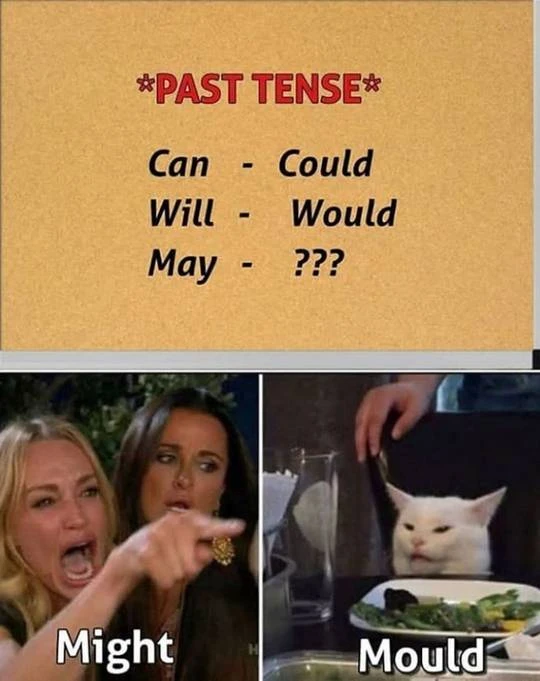 *PAST TENSE*
Can - Could
Will - Would
May - ???
Might
Mould